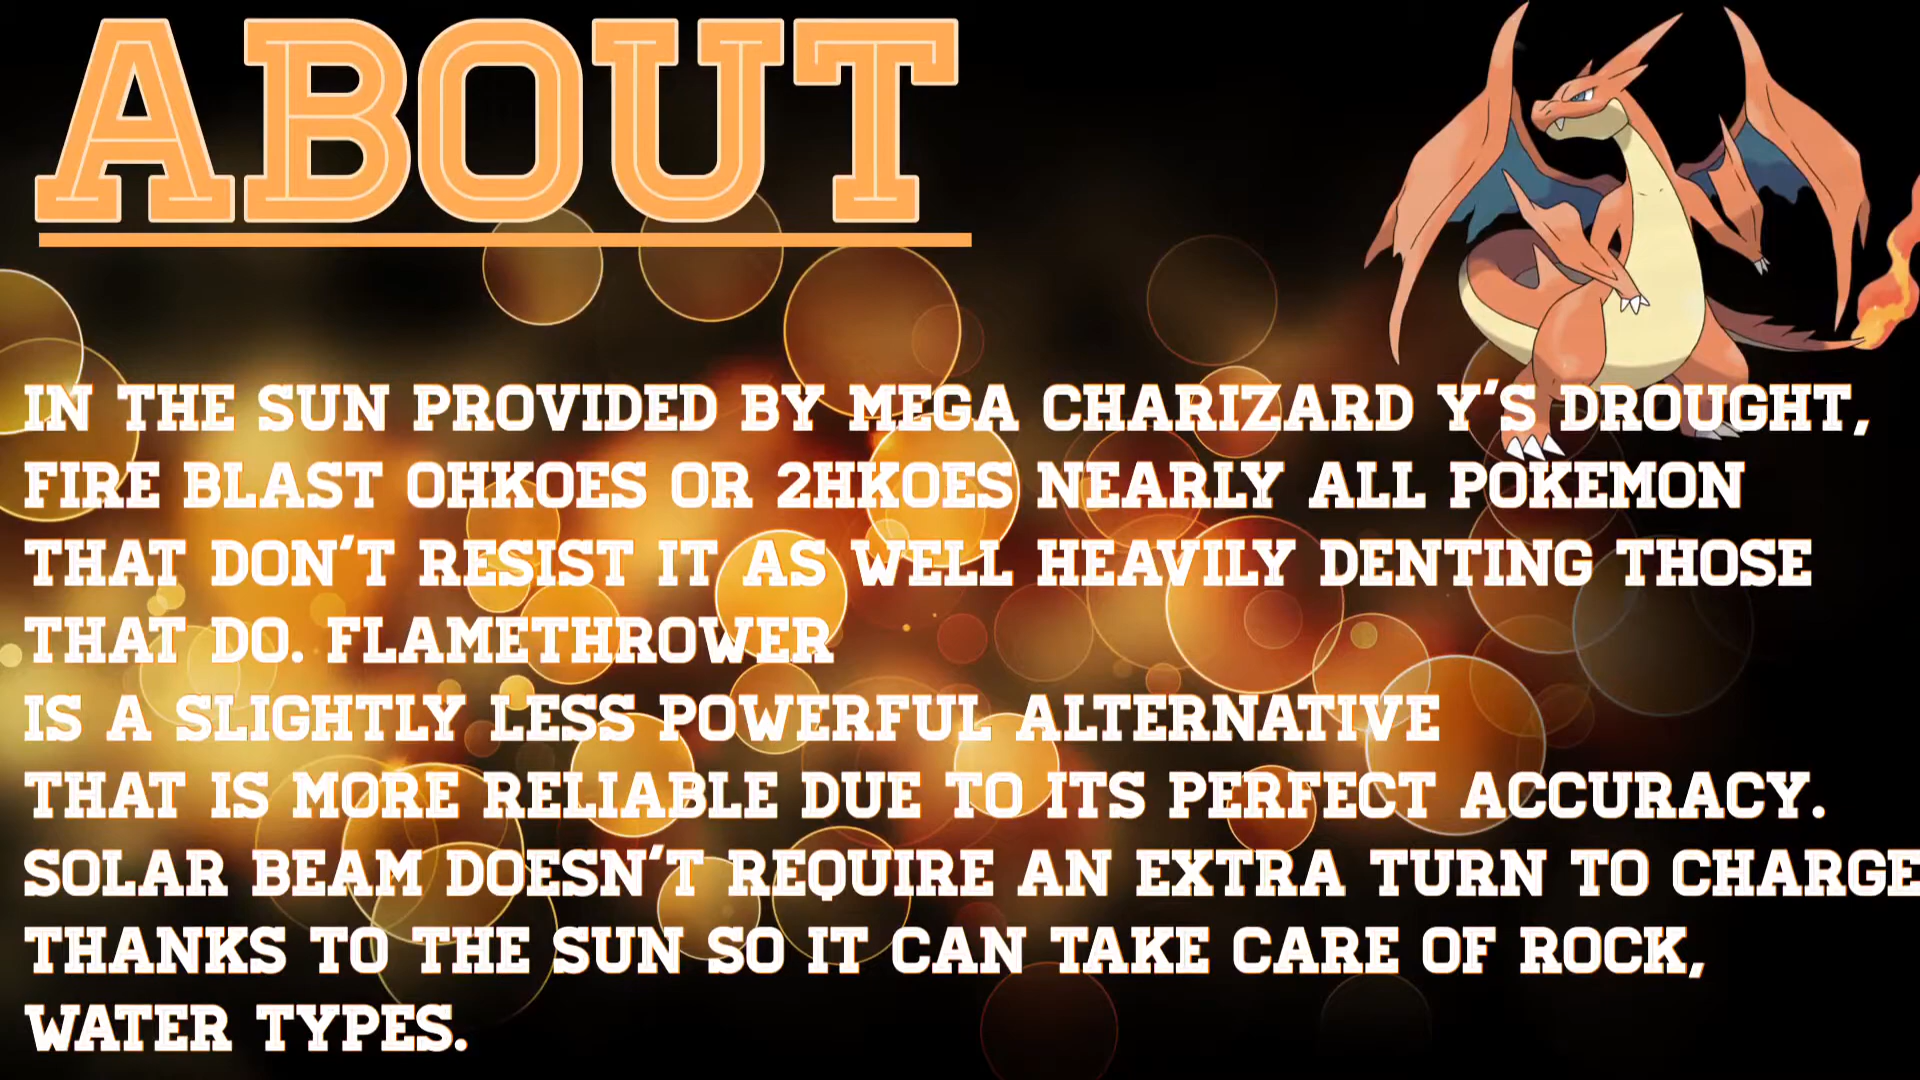 ABOUT
IN THE SUN PROVIDED BY MEGA CHARIZARD Y'S DROUGHT,
FIRE BLAST OHKOES OR 2HKOES NEARLY ALL POKEMON
THAT DON'T RESIST IT AS WELL HEAVILY DENTING THOSE
THAT DO. FLAMETHROWER
IS A SLIGHTLY LESS POWERFUL ALTERNATIVE
THAT IS MORE RELIABLE DUE TO ITS PERFECT ACCURACY.
SOLAR BEAM DOESN'T REQUIRE AN EXTRA TURN TO CHARGE
THANKS TO THE SUN SO IT CAN TAKE CARE OF ROCK,
WATER TYPES.